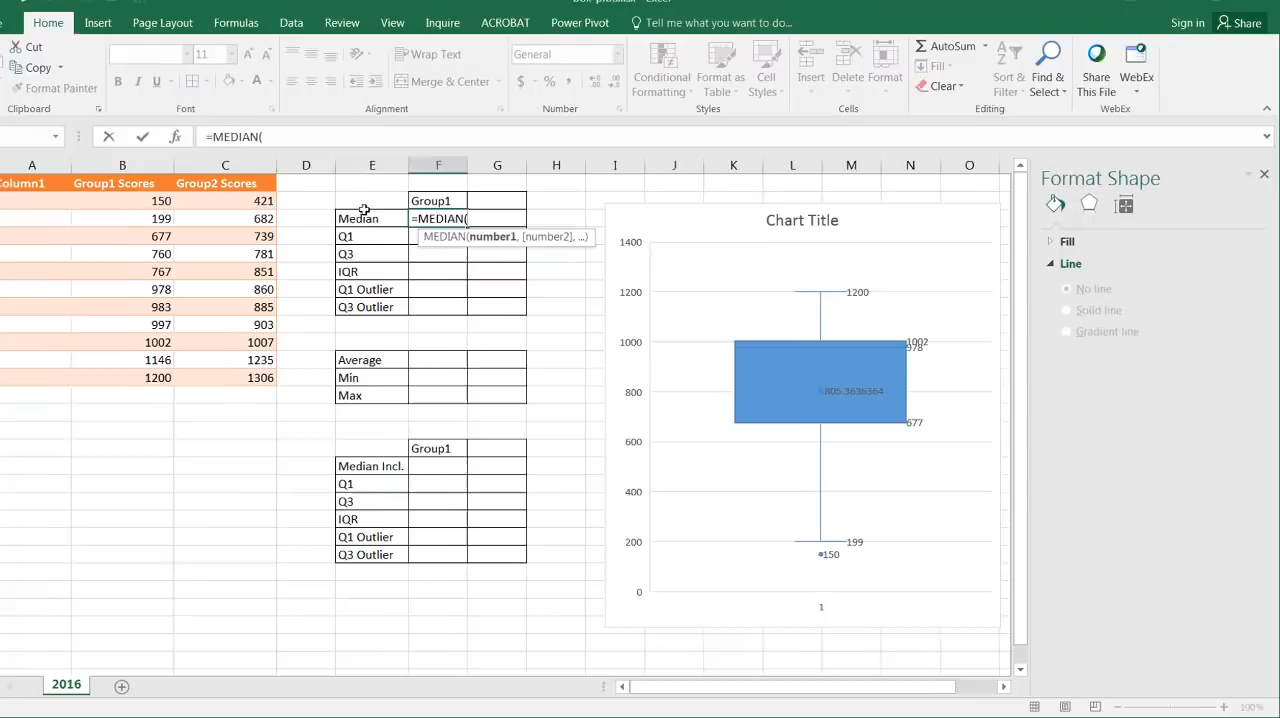 Home Insert Page Layout Formulas Data Review View Inquire ACROBAT Power Pivot Tell me what you want to do... Sign in Share
Cut
Copy
Format Painter
Clipboard
11
Font
Wrap Text
Merge & Center
Alignment
General
Number
Conditional Formatting
Format as Table
Cell Styles
Styles
Insert Delete Format
Cells
AutoSum
Fill
Clear
Sort & Filter
Find & Select
Editing
Share This File
WebEx
WebEx
=MEDIAN(
A B C D E F G H I J K L M N O
olumn1 Group1 Scores Group2 Scores
150 421
199 682
677 739
760 781
767 851
978 860
983 885
997 903
1002 1007
1146 1235
1200 1306
Group1
Median =MEDIAN(
MEDIAN(number1, [number2], ...)
Q1
Q3
IQR
Q1 Outlier
Q3 Outlier
Average
Min
Max
Group1
Median Incl.
Q1
Q3
IQR
Q1 Outlier
Q3 Outlier
Chart Title
1400
1200
1000
800
600
400
200
0
1200
1002
978
805.3636364
677
199
150
1
Format Shape
Fill
Line
No line
Solid line
Gradient line
2016
100%